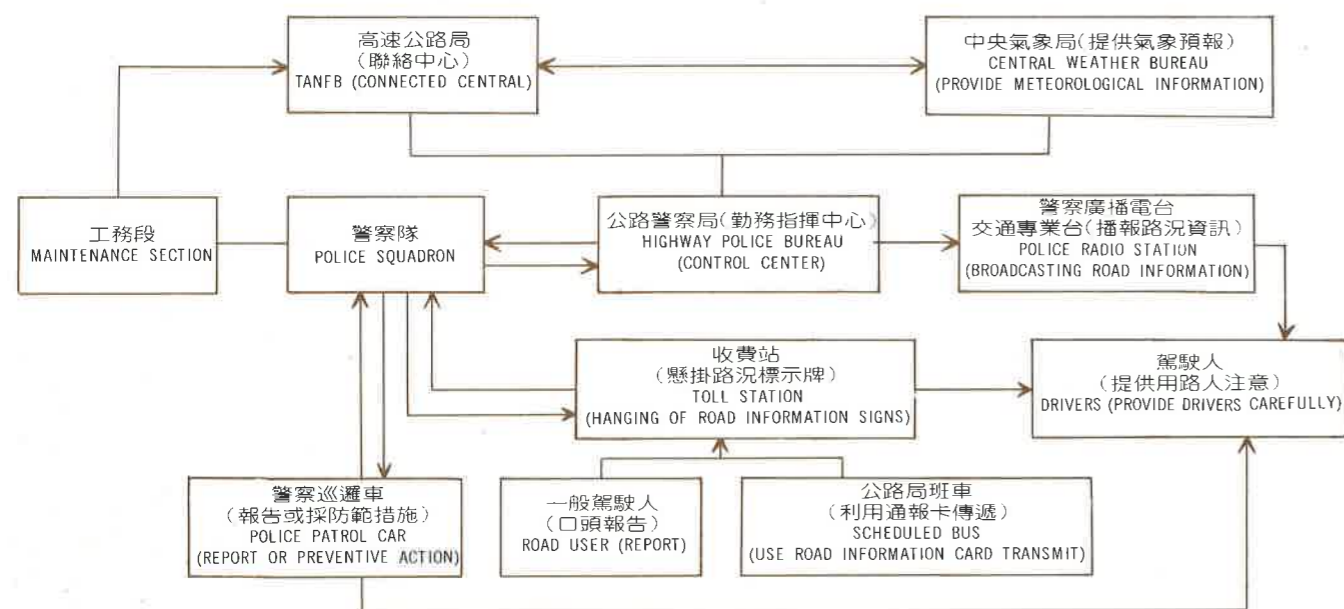 高速公路局
(聯絡中心)
TANFB (CONNECTED CENTRAL)
中央氣象局(提供氣象預報)
CENTRAL WEATHER BUREAU
(PROVIDE METEOROLOGICAL INFORMATION)
工務段
MAINTENANCE SECTION
警察隊
POLICE SQUADRON
公路警察局(勤務指揮中心)
HIGHWAY POLICE BUREAU
(CONTROL CENTER)
警察廣播電台
交通專業台(播報路況資訊)
POLICE RADIO STATION
(BROADCASTING ROAD INFORMATION)
收費站
(懸掛路況標示牌)
TOLL STATION
(HANGING OF ROAD INFORMATION SIGNS)
駕駛人
(提供用路人注意)
DRIVERS (PROVIDE DRIVERS CAREFULLY)
警察巡邏車
(報告或採防範措施)
POLICE PATROL CAR
(REPORT OR PREVENTIVE ACTION)
一般駕駛人
(口頭報告)
ROAD USER (REPORT)
公路局班車
(利用通報卡傳遞)
SCHEDULED BUS
(USE ROAD INFORMATION CARD TRANSMIT)